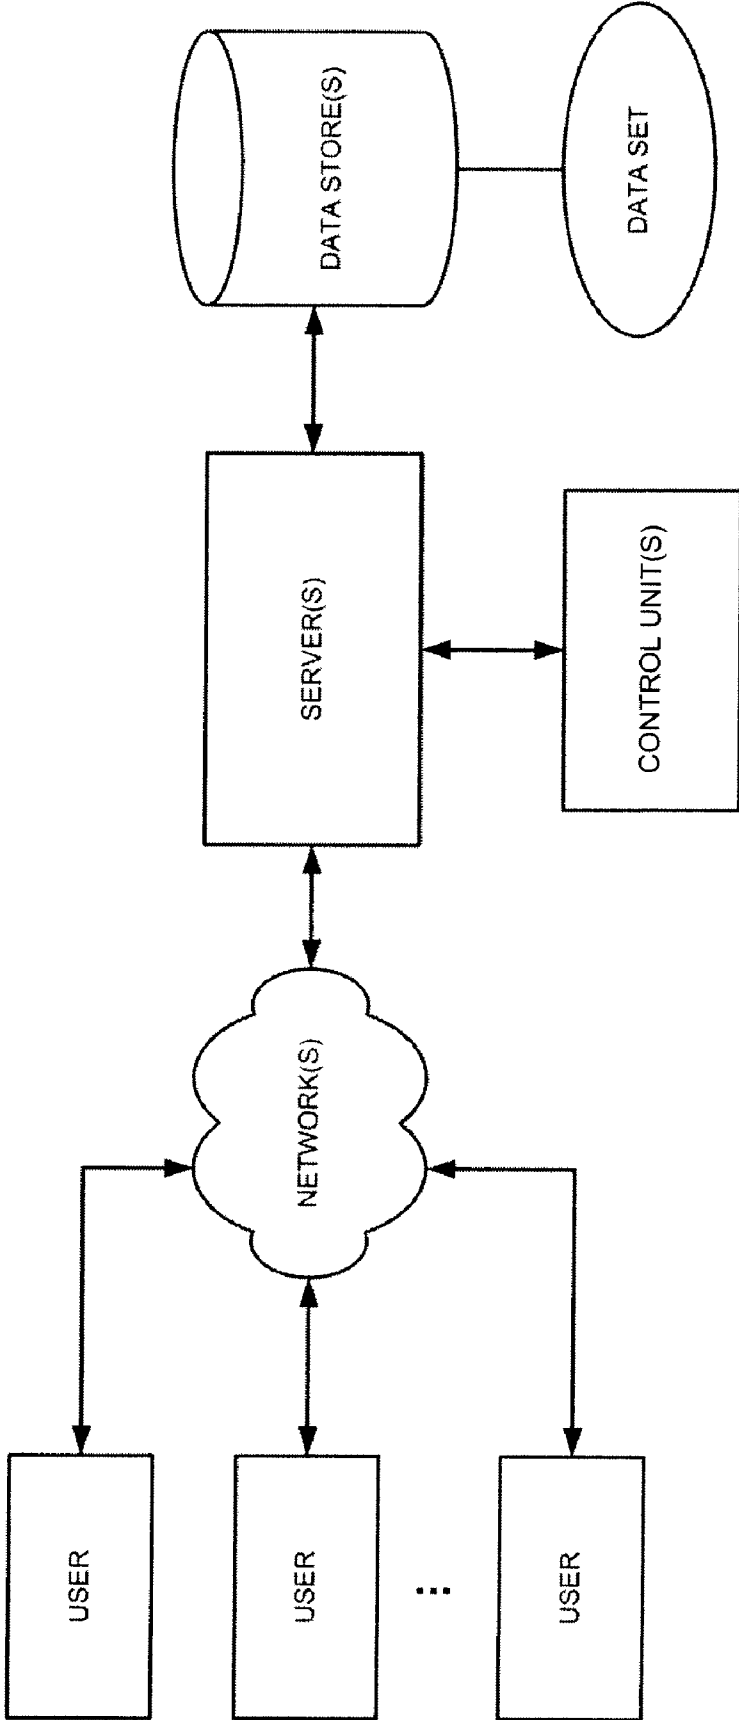 USER
USER
...
USER
NETWORK(S)
SERVER(S)
CONTROL UNIT(S)
DATA STORE(S)
DATA SET